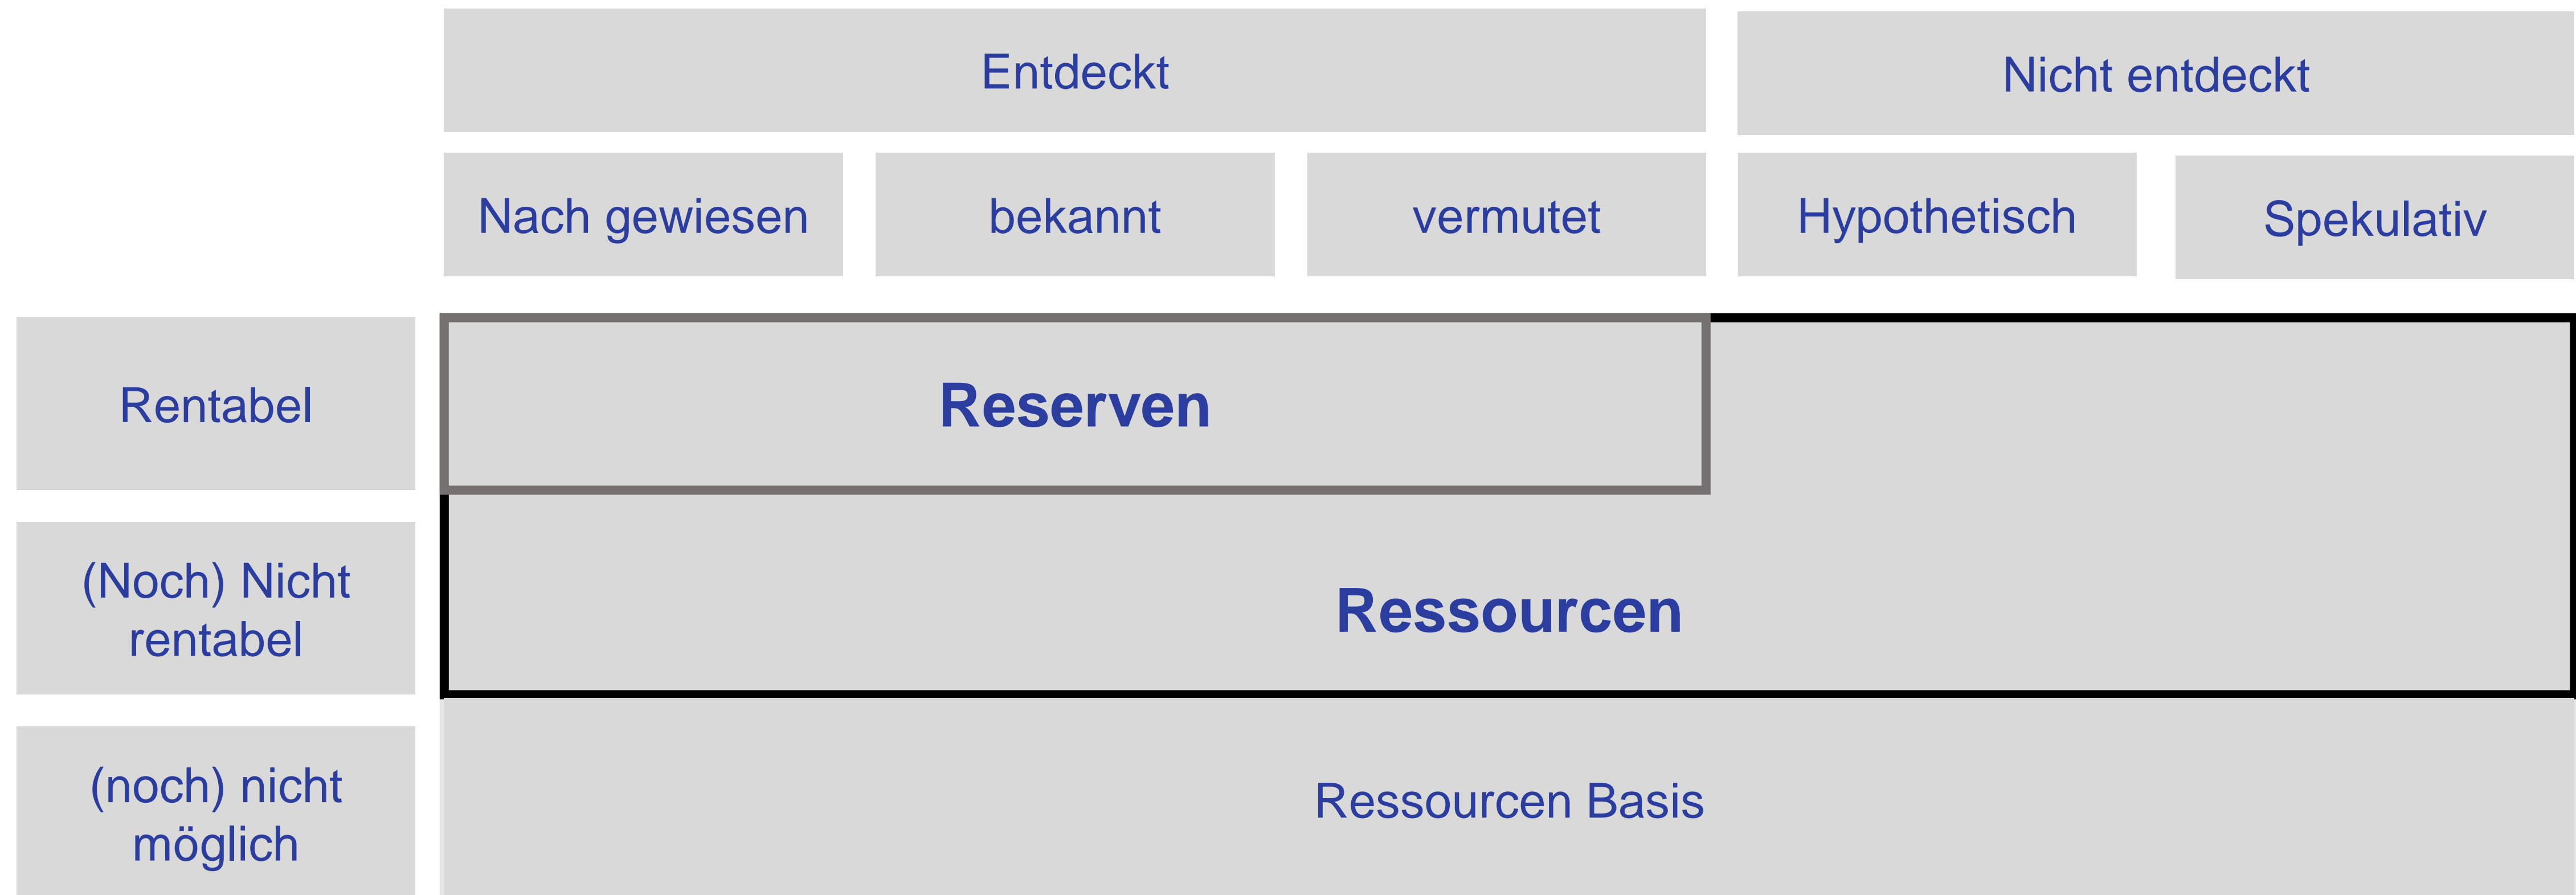 Entdeckt
Nicht entdeckt
Nach gewiesen
bekannt
vermutet
Hypothetisch
Spekulativ
Rentabel
Reserven
(Noch) Nicht
rentabel
Ressourcen
(noch) nicht
möglich
Ressourcen Basis